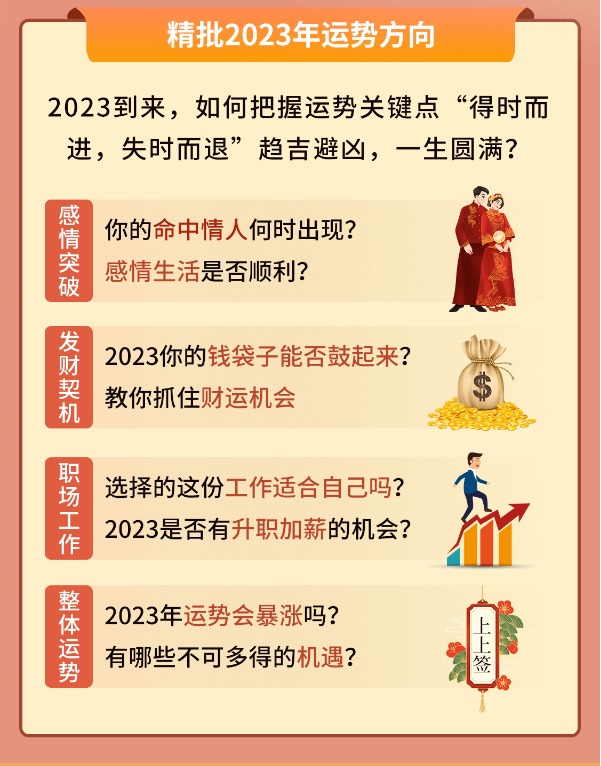 精批2023年运势方向
2023到来，如何把握运势关键点“得时而
进，失时而退”趋吉避凶，一生圆满？
感情突破
你的命中情人何时出现？
感情生活是否顺利？
发财契机
2023你的钱袋子能否鼓起来？
教你抓住财运机会
$
职场工作
选择的这份工作适合自己吗？
2023是否有升职加薪的机会？
整体运势
2023年运势会暴涨吗？
有哪些不可多得的机遇？
上上签